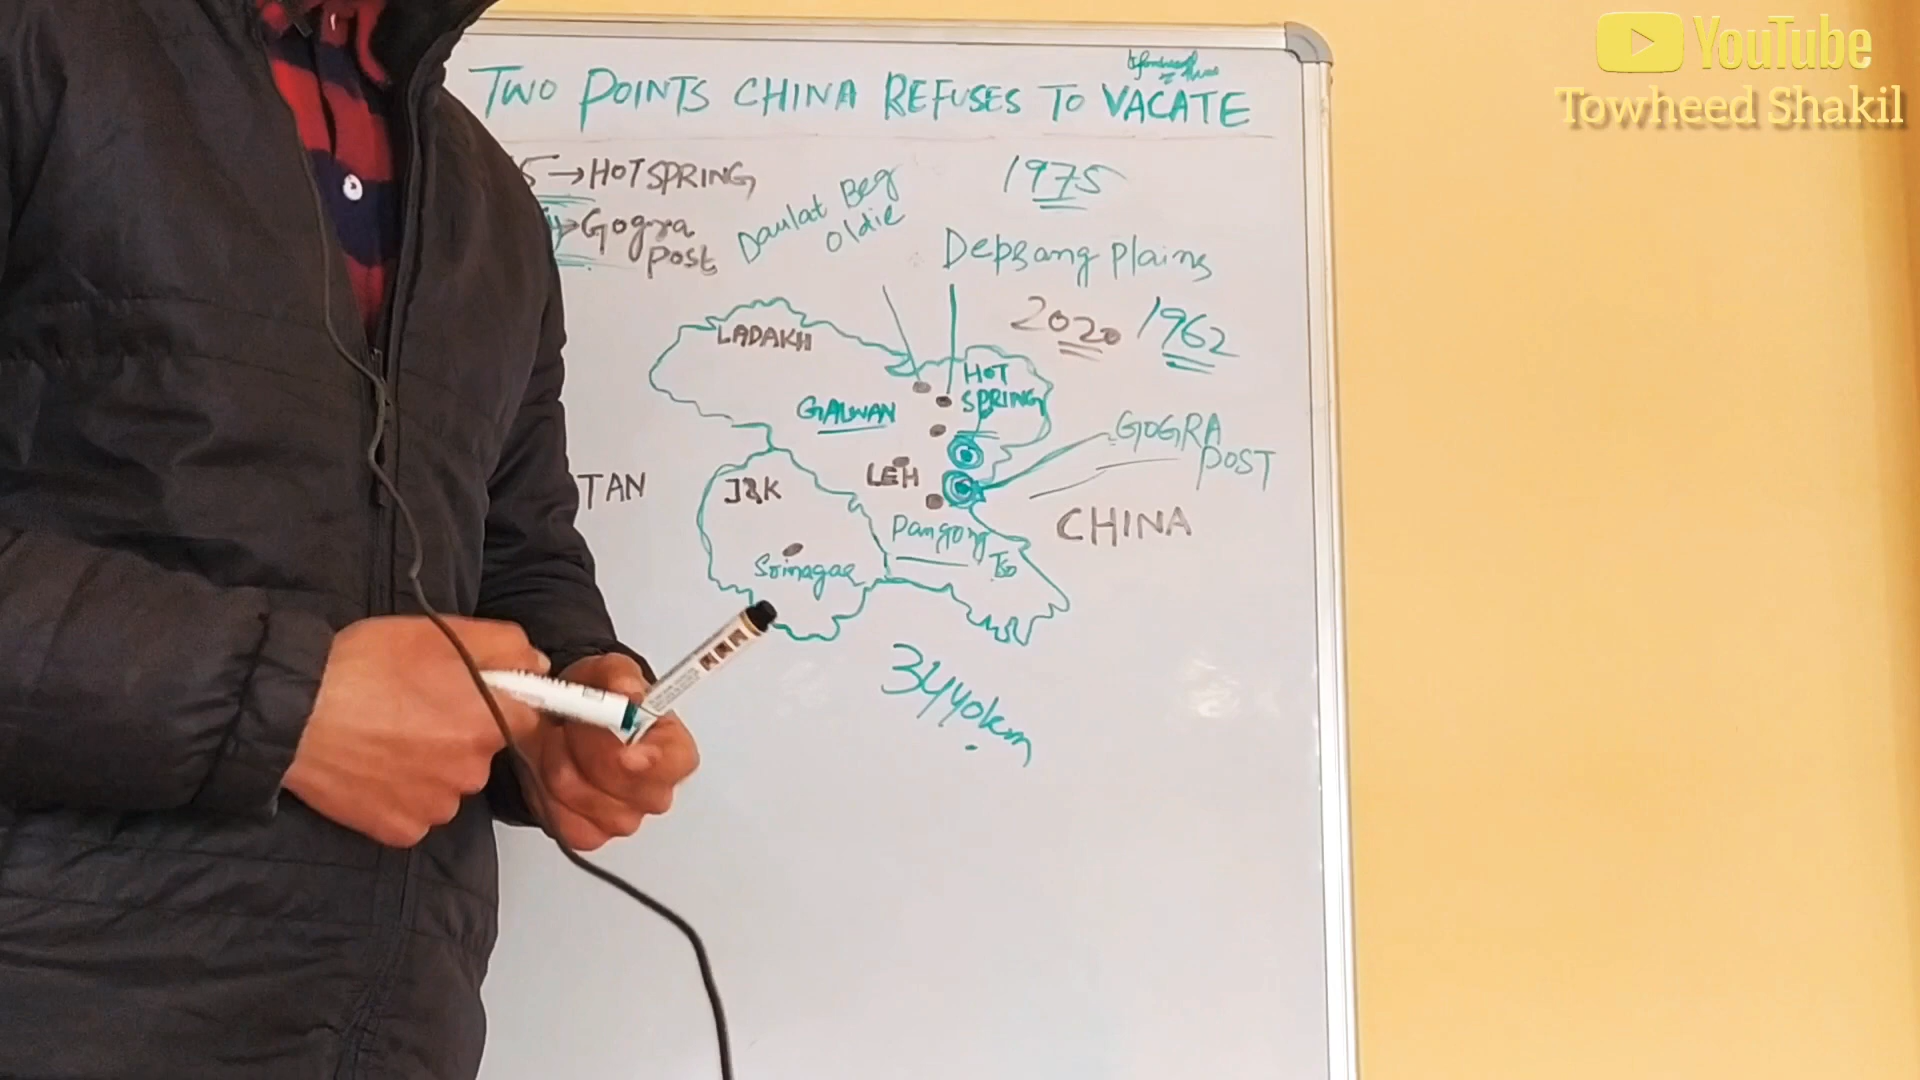 YouTube
Towheed Shakil
TWO POINTS CHINA REFUSES TO VACATE
5 → HOTSPRING
→ Gogra
post
Daulat Beg
Oldie
1975
Depsang plains
2020
1962
LADAKH
HOT
SPRING
GALWAN
GOGRA
POST
LEH
TAN
J&K
CHINA
Pangong
Tso
Srinagar
3440km